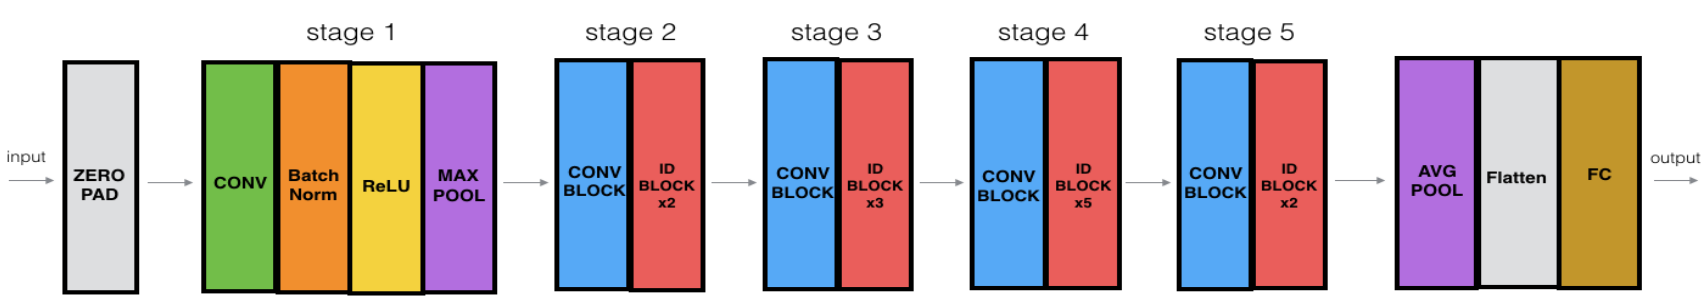 stage 1
stage 2
stage 3
stage 4
stage 5
input
ZERO
PAD
CONV
Batch
Norm
ReLU
MAX
POOL
CONV
BLOCK
ID
BLOCK
x2
CONV
BLOCK
ID
BLOCK
x3
CONV
BLOCK
ID
BLOCK
x5
CONV
BLOCK
ID
BLOCK
x2
AVG
POOL
Flatten
FC
output